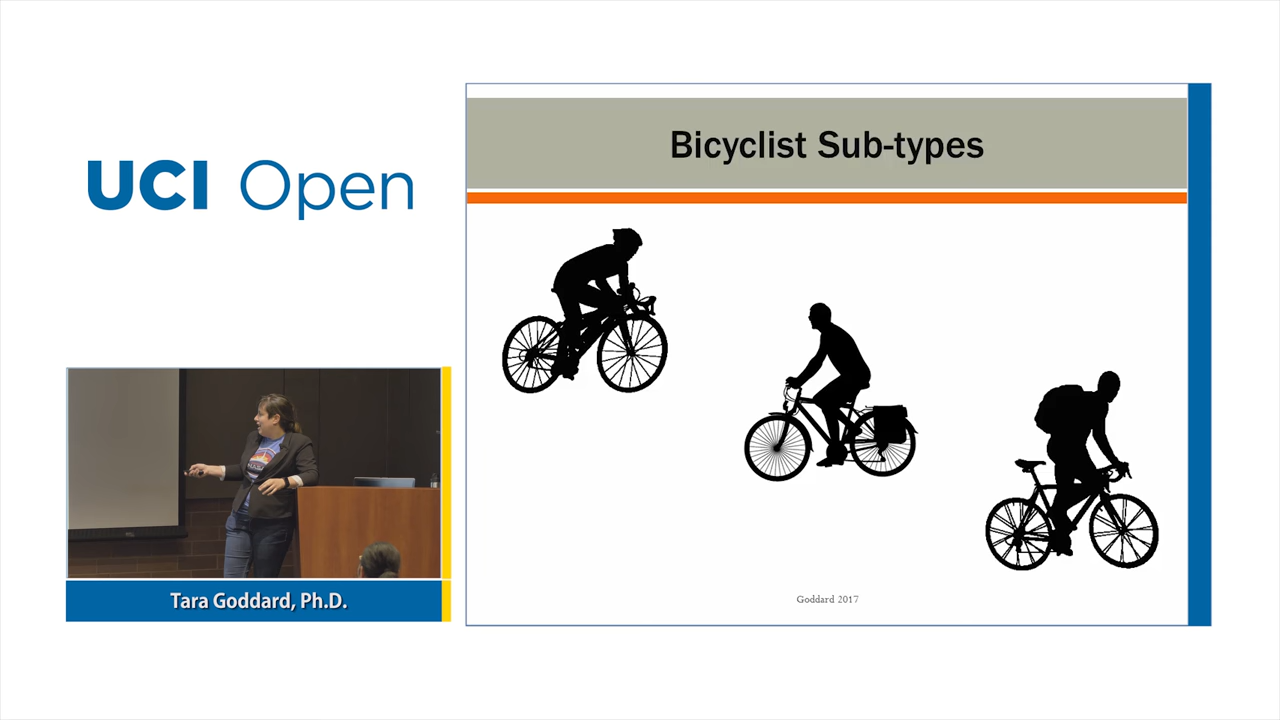 UCI Open
Bicyclist Sub-types
Goddard 2017
Tara Goddard, Ph.D.